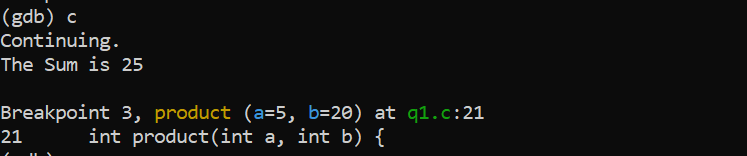 (gdb) c
Continuing.
The Sum is 25
Breakpoint 3, product (a=5, b=20) at q1.c:21
21      int product(int a, int b) {